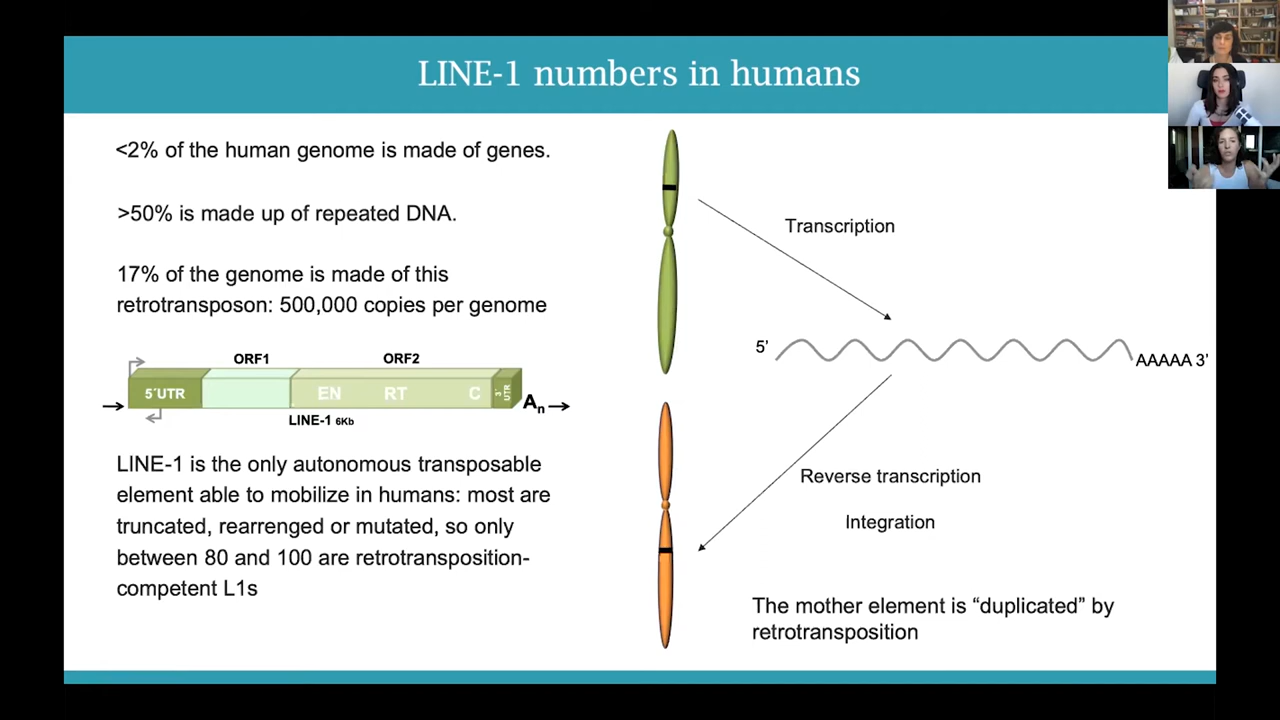 LINE-1 numbers in humans
<2% of the human genome is made of genes.
>50% is made up of repeated DNA.
17% of the genome is made of this
retrotransposon: 500,000 copies per genome
ORF1
ORF2
5´UTR
EN
RT
C
3´UTR
An
LINE-1 6Kb
LINE-1 is the only autonomous transposable
element able to mobilize in humans: most are
truncated, rearrenged or mutated, so only
between 80 and 100 are retrotransposition-
competent L1s
Transcription
5’
AAAAA 3’
Reverse transcription
Integration
The mother element is “duplicated” by
retrotransposition